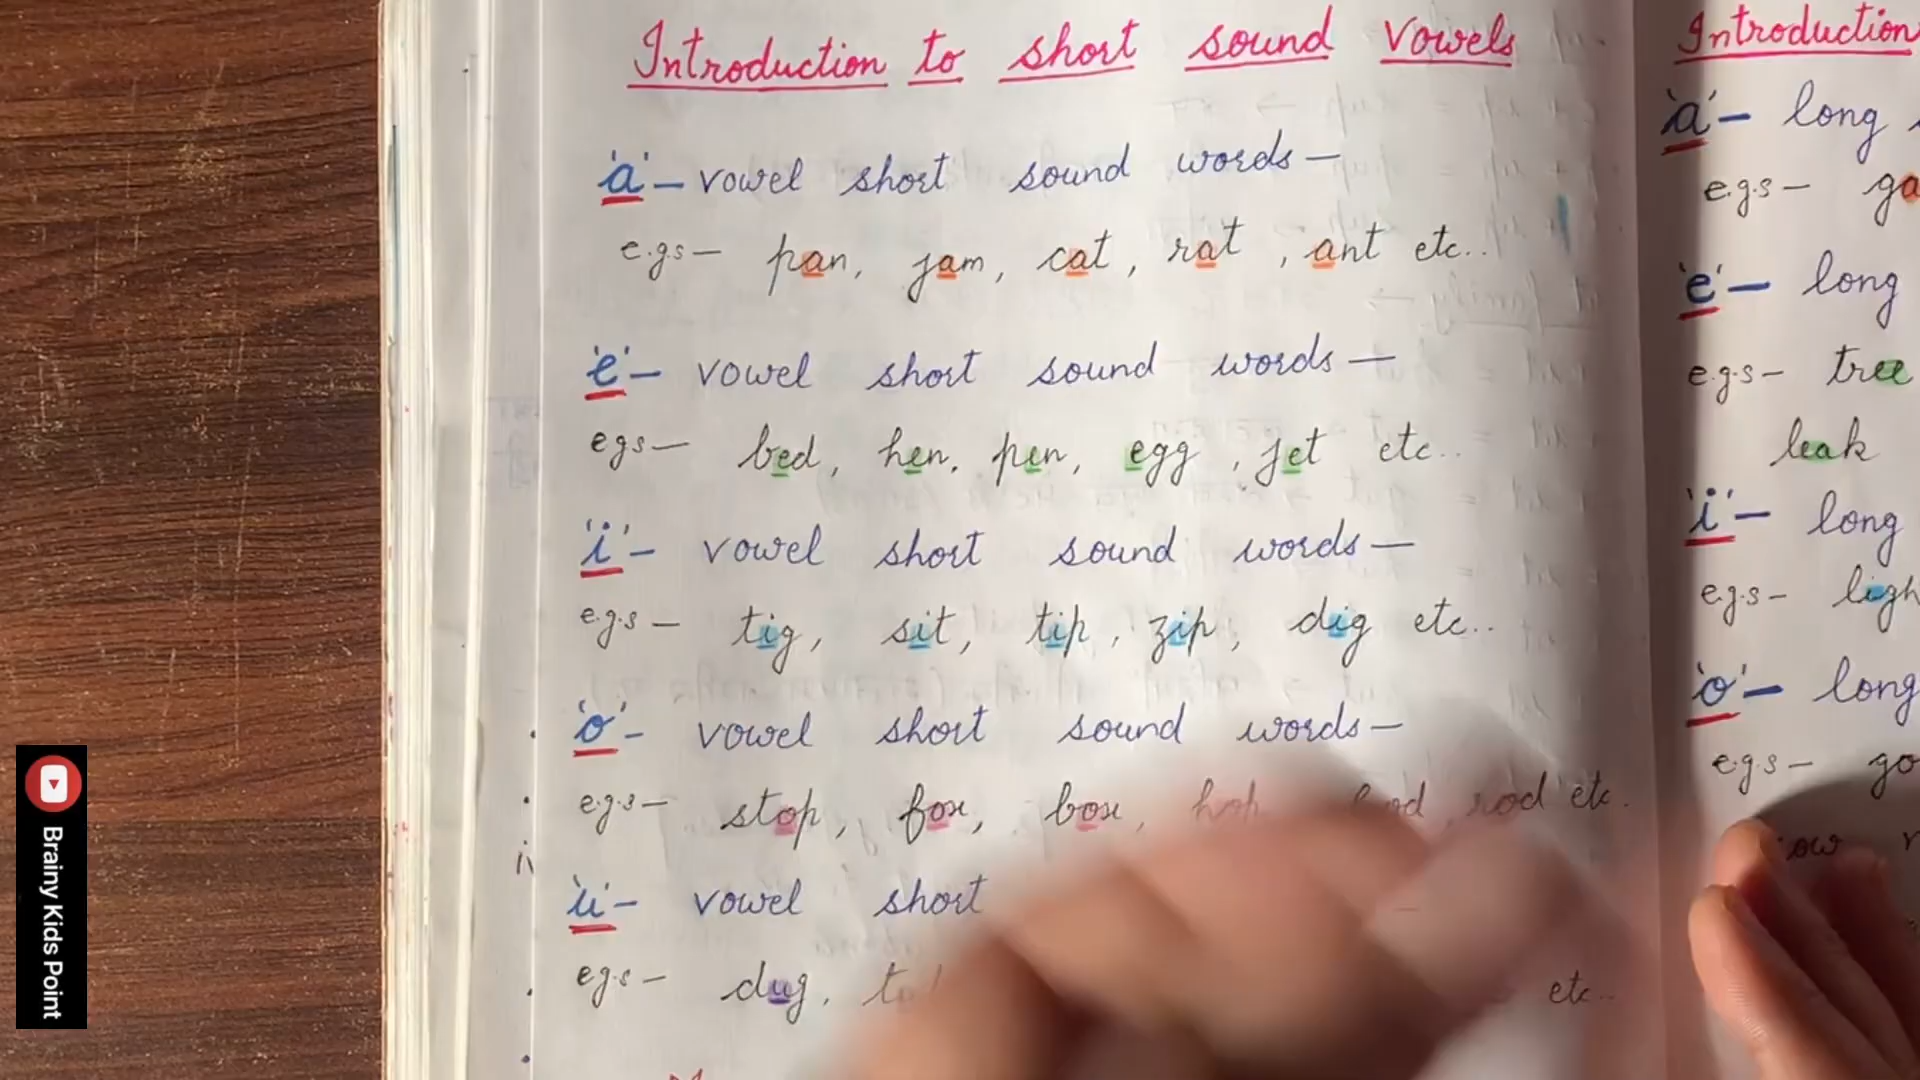 Introduction to short sound vowels
'a' - vowel short sound words -
e.g.s - pan, jam, cat, rat, ant etc..
'e' - vowel short sound words -
egs - bed, hen, pen, egg, jet etc..
'i' - vowel short sound words -
e.g.s - tig, sit, tip, zip, dig etc..
'o' - vowel short sound words -
e.g.s - stop, fox, box, hop, rod etc.
'u' - vowel short
egs - dug, etc..
Introduction
'a' - long
e.g.s -
'e' - long
e.g.s - tree
leak
'i' - long
e.g.s -
'o' - long
e.g.s -
Brainy Kids Point